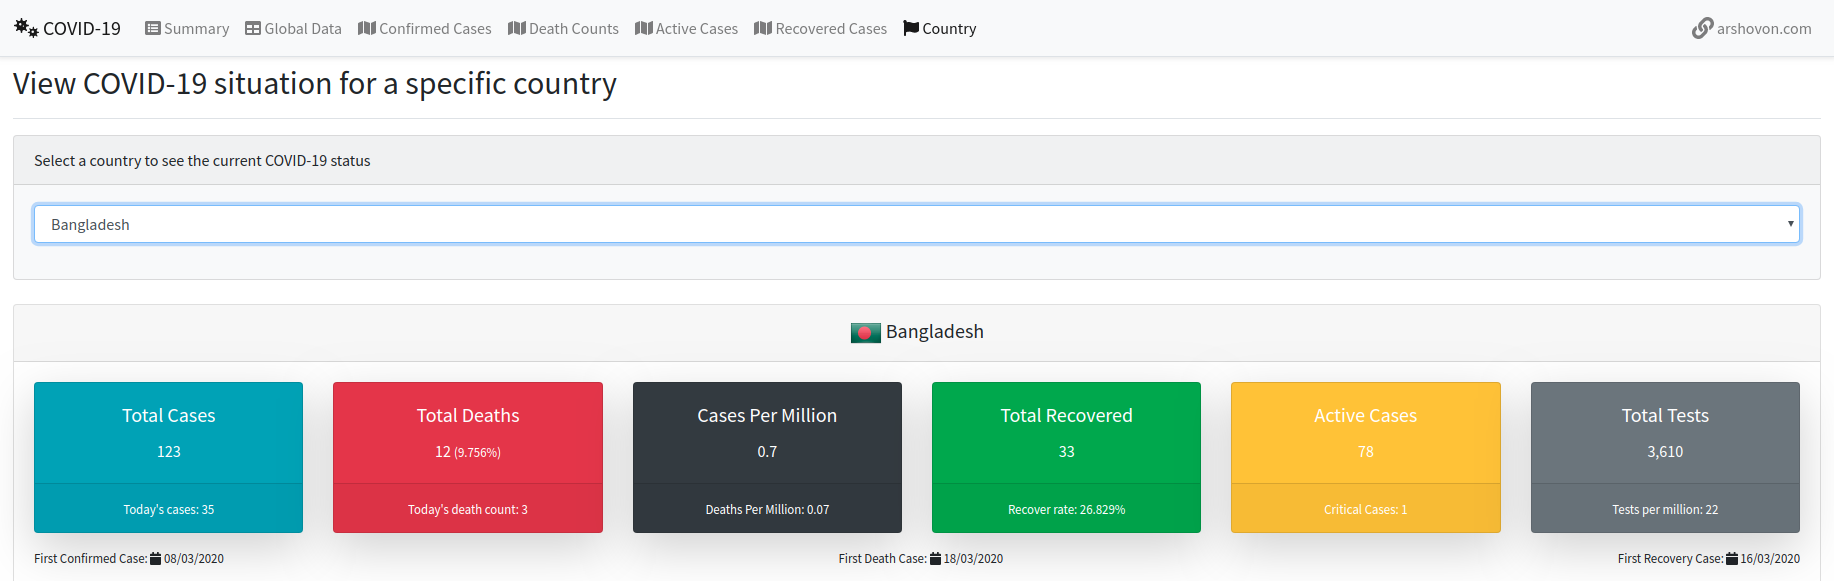 COVID-19 Summary Global Data Confirmed Cases Death Counts Active Cases Recovered Cases Country arshovon.com
View COVID-19 situation for a specific country
Select a country to see the current COVID-19 status
Bangladesh
Bangladesh
Total Cases
123
Today's cases: 35
Total Deaths
12 (9.756%)
Today's death count: 3
Cases Per Million
0.7
Deaths Per Million: 0.07
Total Recovered
33
Recover rate: 26.829%
Active Cases
78
Critical Cases: 1
Total Tests
3,610
Tests per million: 22
First Confirmed Case: 08/03/2020
First Death Case: 18/03/2020
First Recovery Case: 16/03/2020